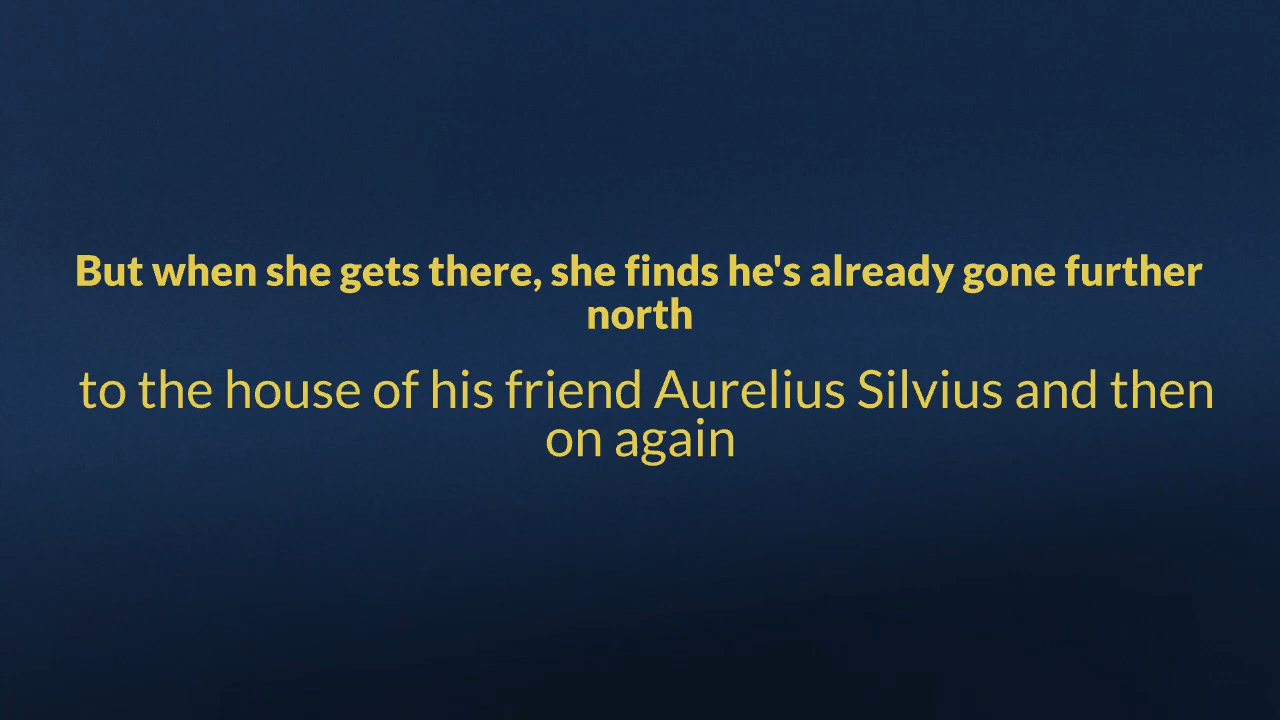 But when she gets there, she finds he's already gone further
north
to the house of his friend Aurelius Silvius and then
on again